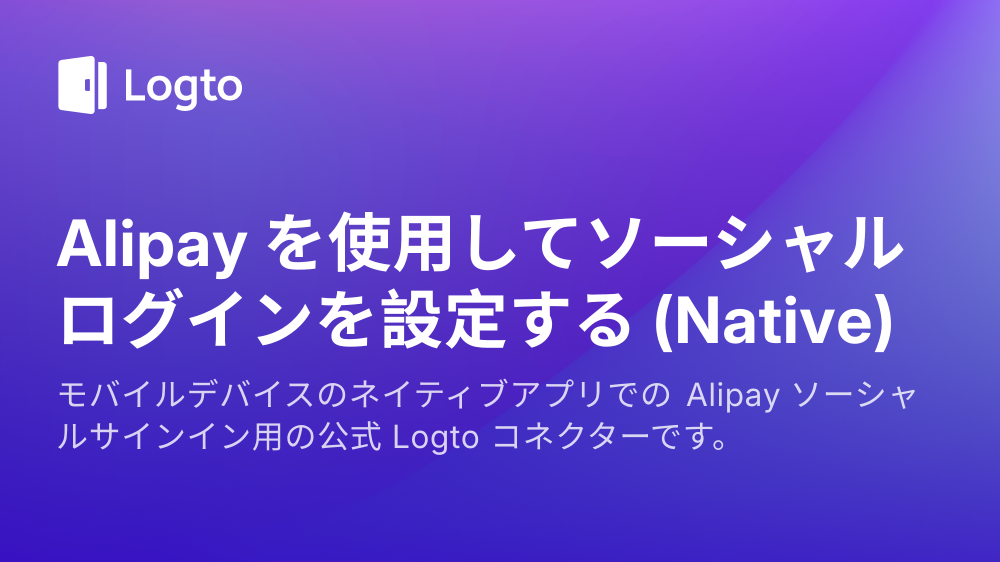 Logto
Alipay を使用してソーシャル
ログインを設定する (Native)
モバイルデバイスのネイティブアプリでの Alipay ソーシャ
ルサインイン用の公式 Logto コネクターです。